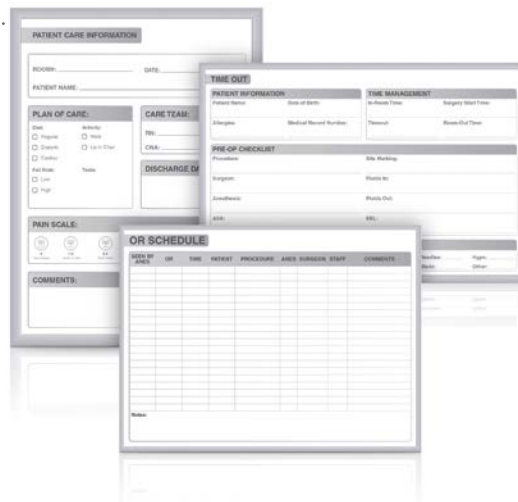 PATIENT CARE INFORMATION
ROOM#:
DATE:
PATIENT NAME:
PLAN OF CARE:
Diet:
Activity:
Regular
Walk
Diabetic
Up in Chair
Cardiac
Fall Risk:
Tests:
Low
High
CARE TEAM:
RN:
CNA:
DISCHARGE
PAIN SCALE:
COMMENTS:
TIME OUT
PATIENT INFORMATION
Patient Name:
Date of Birth:
Allergies:
Medical Record Number:
TIME MANAGEMENT
In-Room Time:
Surgery Start Time:
Timeout:
Room-Out Time:
PRE-OP CHECKLIST
Procedure:
Site Marking:
Surgeon:
Fluids In:
Anesthesia:
Fluids Out:
ASA:
EBL:
Needles:
Hypo:
Other:
OR SCHEDULE
SEEN BY ANES
OR
TIME
PATIENT
PROCEDURE
ANES
SURGEON
STAFF
COMMENTS
Notes: